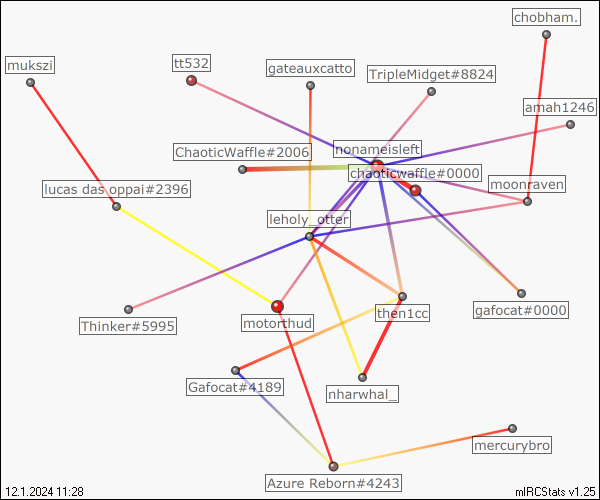 chobham.
mukszi
tt532
gateauxcatto
TripleMidget#8824
amah1246
nonameisleft
ChaoticWaffle#2006
chaoticwaffle#0000
lucas das oppai#2396
moonraven
leholy_otter
Thinker#5995
motorthud
then1cc
gafocat#0000
Gafocat#4189
nharwhal_
mercurybro
Azure Reborn#4243
12.1.2024 11:28
mIRCStats v1.25